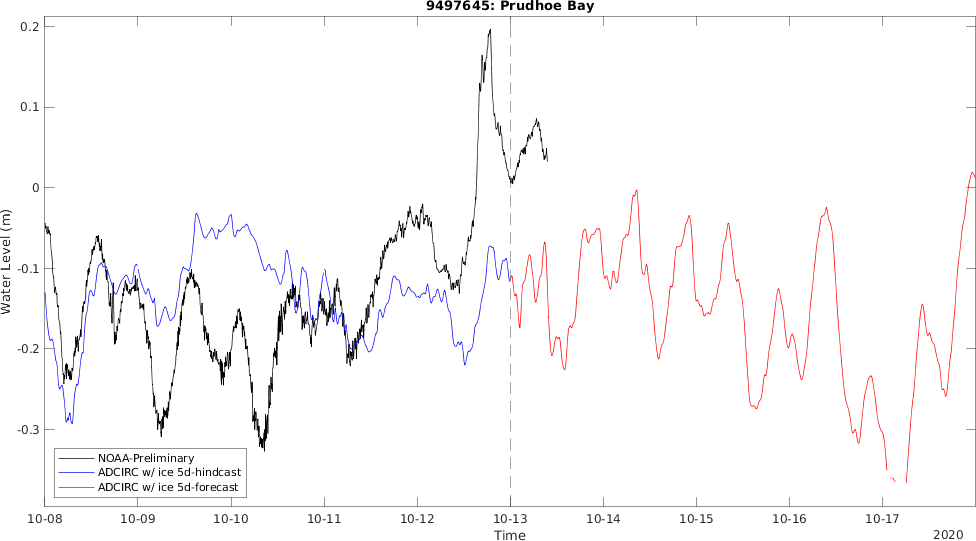 9497645: Prudhoe Bay
0.2
0.1
0
-0.1
-0.2
-0.3
Water Level (m)
NOAA-Preliminary
ADCIRC w/ ice 5d-hindcast
ADCIRC w/ ice 5d-forecast
10-08 10-09 10-10 10-11 10-12 10-13 10-14 10-15 10-16 10-17
Time
2020